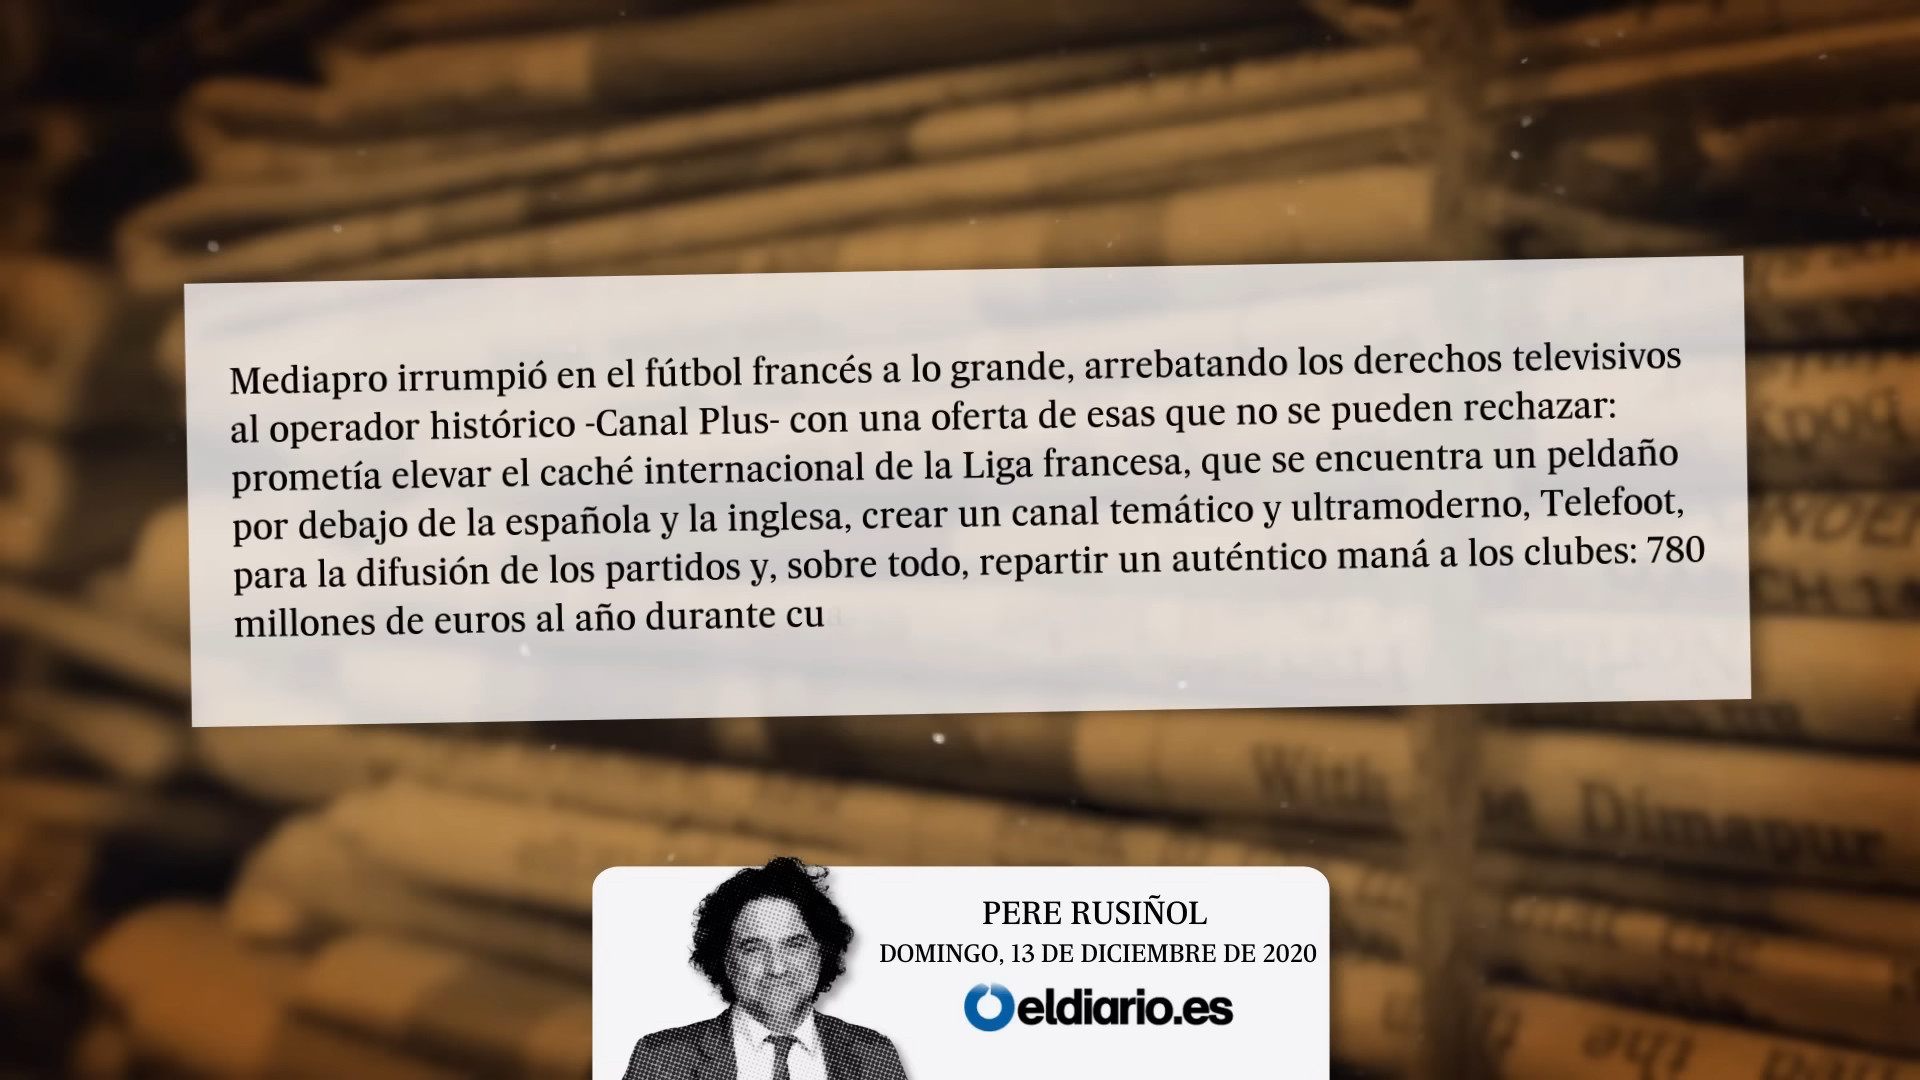 Mediapro irrumpió en el fútbol francés a lo grande, arrebatando los derechos televisivos
al operador histórico -Canal Plus- con una oferta de esas que no se pueden rechazar:
prometía elevar el caché internacional de la Liga francesa, que se encuentra un peldaño
por debajo de la española y la inglesa, crear un canal temático y ultramoderno, Telefoot,
para la difusión de los partidos y, sobre todo, repartir un auténtico maná a los clubes: 780
millones de euros al año durante cua
With
Dimapur
PERE RUSIÑOL
DOMINGO, 13 DE DICIEMBRE DE 2020
eldiario.es